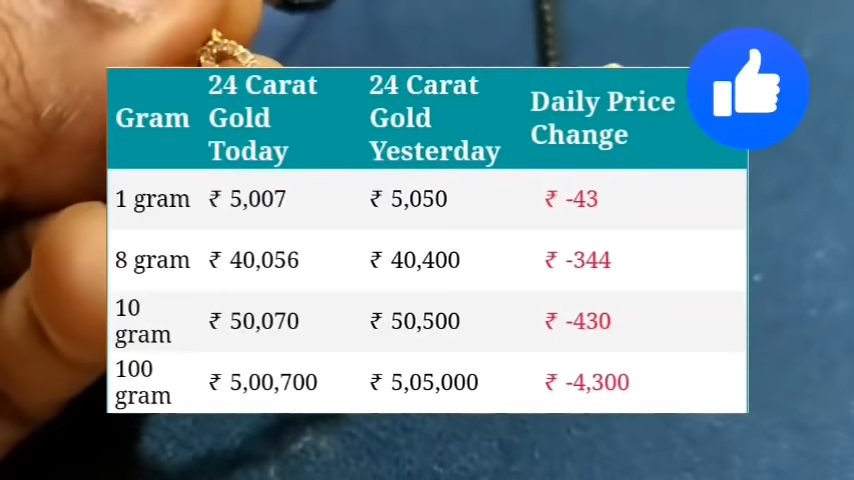 Gram
24 Carat
Gold
Today
24 Carat
Gold
Yesterday
Daily Price
Change
1 gram ₹ 5,007 ₹ 5,050 ₹ -43
8 gram ₹ 40,056 ₹ 40,400 ₹ -344
10
gram ₹ 50,070 ₹ 50,500 ₹ -430
100
gram ₹ 5,00,700 ₹ 5,05,000 ₹ -4,300